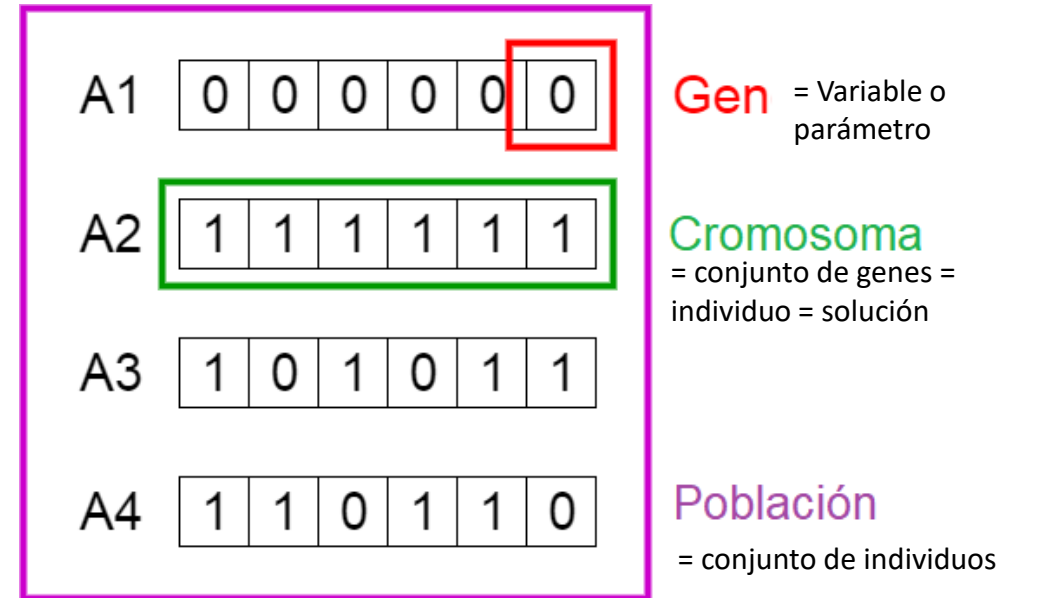 A1 0 0 0 0 0 0 Gen = Variable o
parámetro
A2 1 1 1 1 1 1 Cromosoma
= conjunto de genes =
individuo = solución
A3 1 0 1 0 1 1
A4 1 1 0 1 1 0 Población
= conjunto de individuos